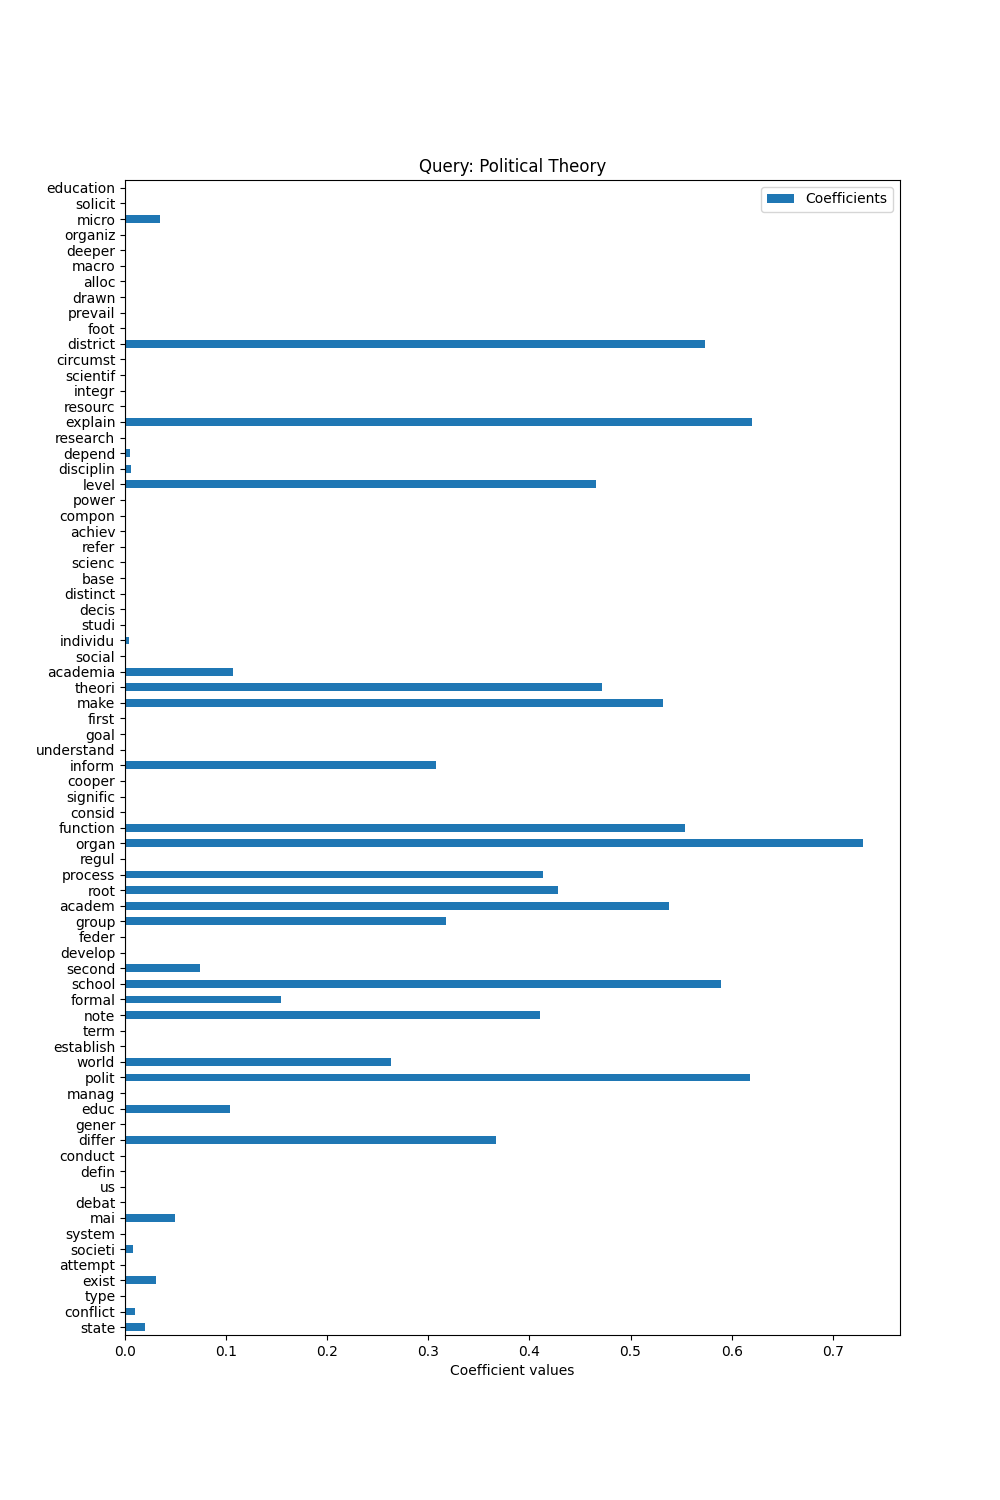 Query: Political Theory
Coefficients
education
solicit
micro
organiz
deeper
macro
alloc
drawn
prevail
foot
district
circumst
scientif
integr
resourc
explain
research
depend
disciplin
level
power
compon
achiev
refer
scienc
base
distinct
decis
studi
individu
social
academia
theori
make
first
goal
understand
inform
cooper
signific
consid
function
organ
regul
process
root
academ
group
feder
develop
second
school
formal
note
term
establish
world
polit
manag
educ
gener
differ
conduct
defin
us
debat
mai
system
societi
attempt
exist
type
conflict
state
0.0 0.1 0.2 0.3 0.4 0.5 0.6 0.7
Coefficient values